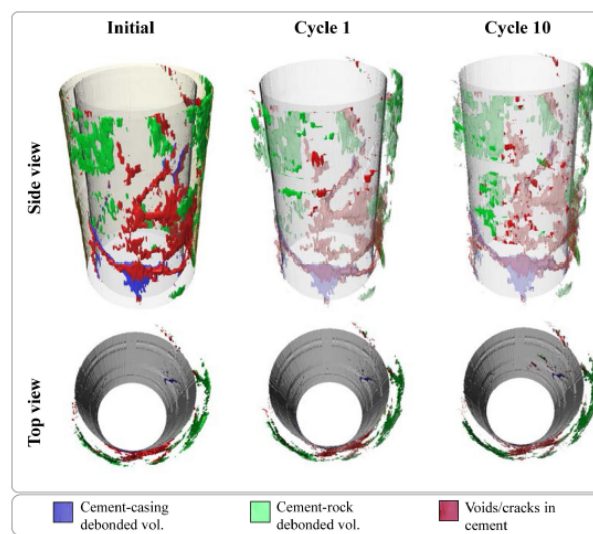 Initial
Cycle 1
Cycle 10
Side view
Top view
Cement-casing
debonded vol.
Cement-rock
debonded vol.
Voids/cracks in
cement